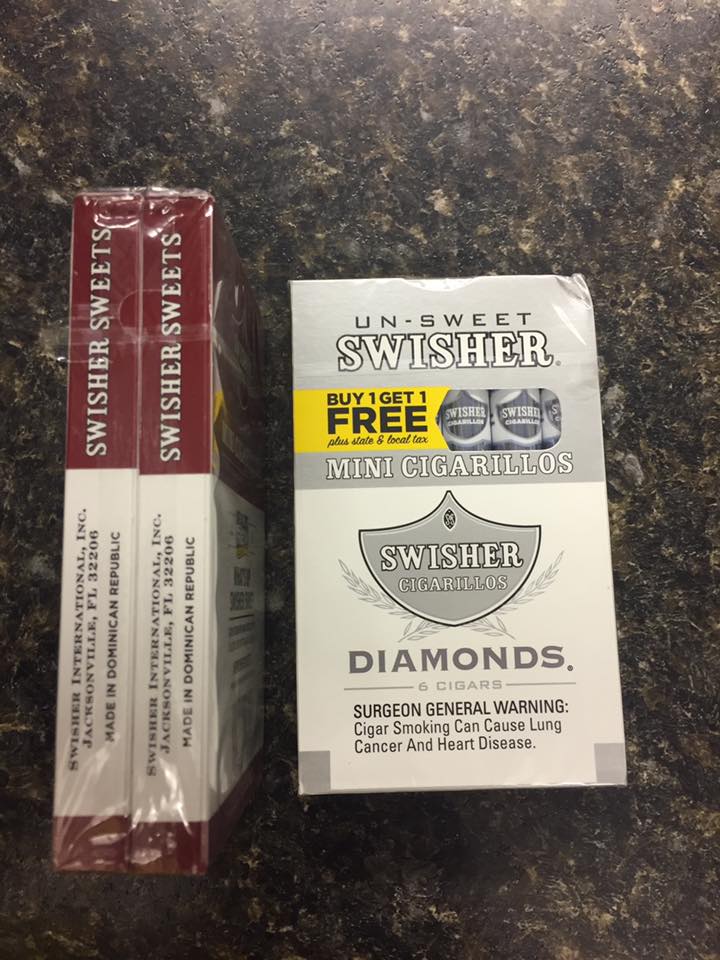 SWISHER SWEETS
SWISHER INTERNATIONAL, INC.
JACKSONVILLE, FL 32206
MADE IN DOMINICAN REPUBLIC
SWISHER SWEETS
SWISHER INTERNATIONAL, INC.
JACKSONVILLE, FL 32206
MADE IN DOMINICAN REPUBLIC
UN-SWEET
SWISHER®
BUY 1 GET 1
FREE
plus state & local tax
SWISHER
CIGARILLOS
SWISHER
CIGARILLOS
MINI CIGARILLOS
SWISHER
CIGARILLOS
DIAMONDS®
6 CIGARS
SURGEON GENERAL WARNING:
Cigar Smoking Can Cause Lung
Cancer And Heart Disease.